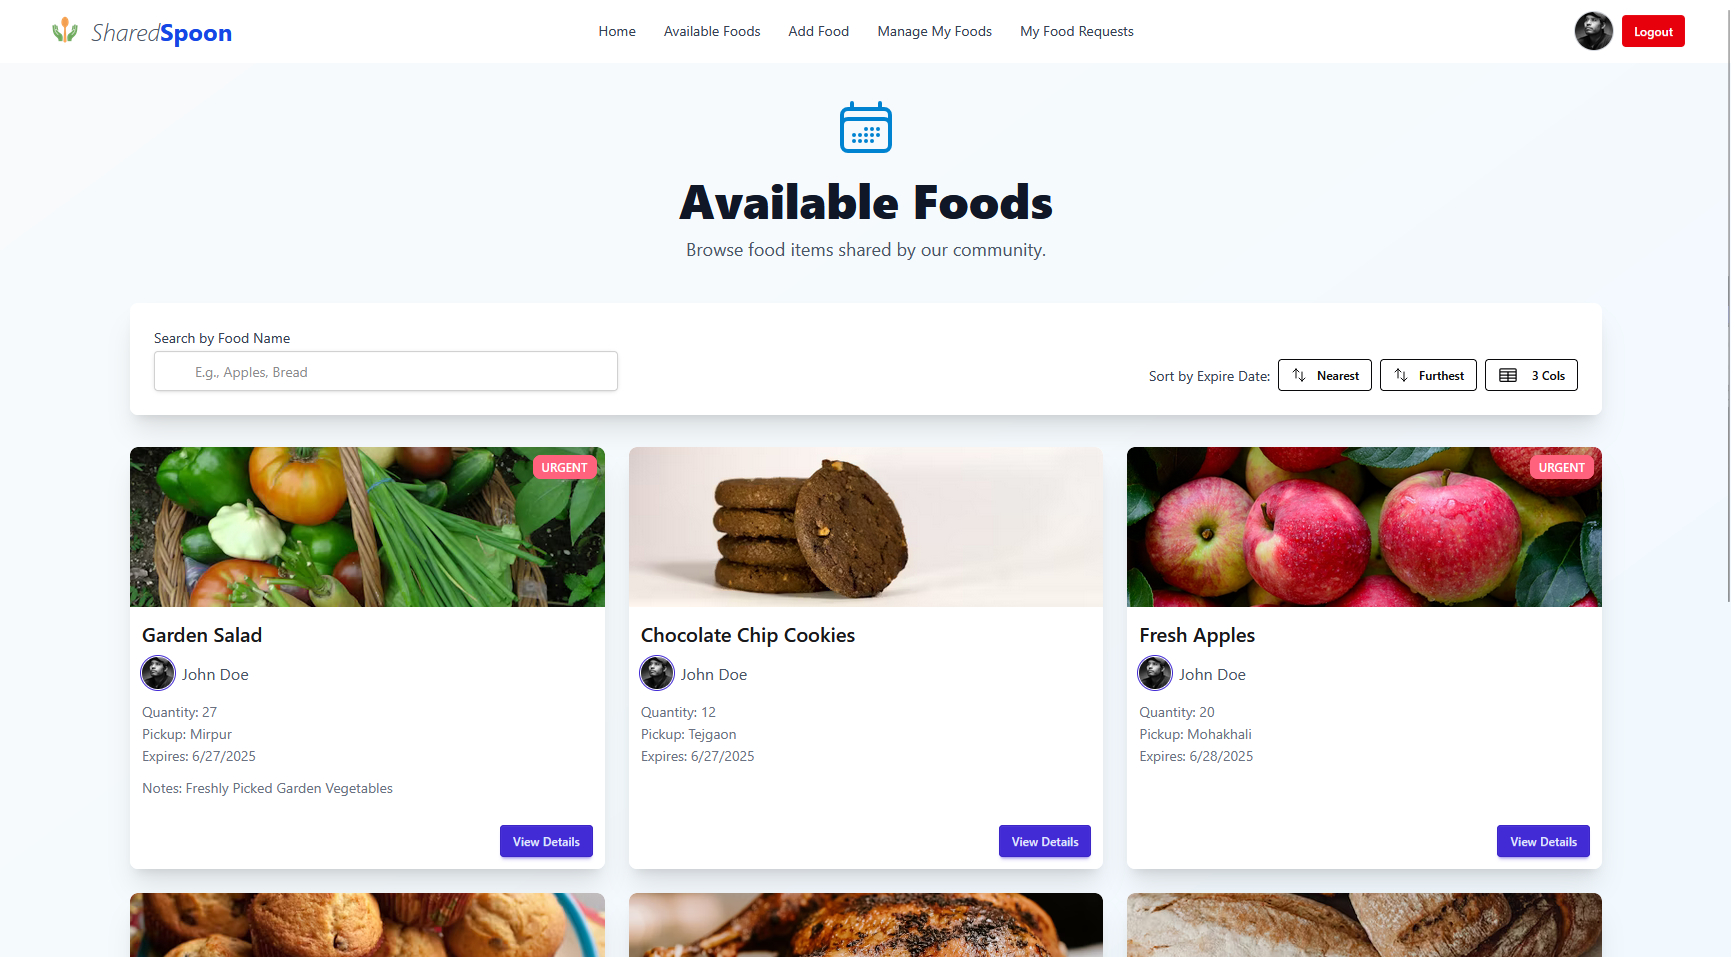 SharedSpoon
Home Available Foods Add Food Manage My Foods My Food Requests
Logout
Available Foods
Browse food items shared by our community.
Search by Food Name
E.g., Apples, Bread
Sort by Expire Date: Nearest Furthest 3 Cols
URGENT
Garden Salad
John Doe
Quantity: 27
Pickup: Mirpur
Expires: 6/27/2025
Notes: Freshly Picked Garden Vegetables
View Details
Chocolate Chip Cookies
John Doe
Quantity: 12
Pickup: Tejgaon
Expires: 6/27/2025
View Details
URGENT
Fresh Apples
John Doe
Quantity: 20
Pickup: Mohakhali
Expires: 6/28/2025
View Details